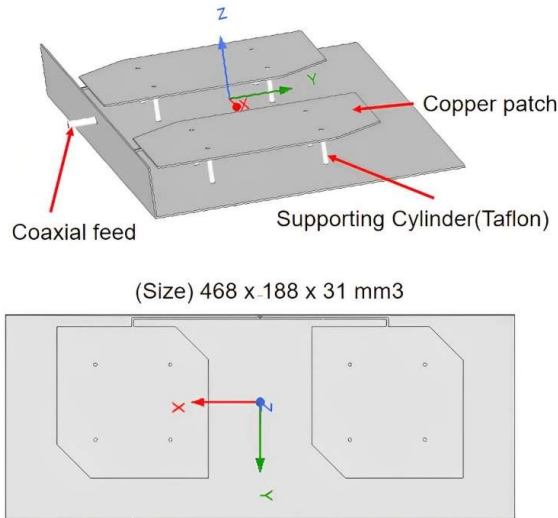 Z
Y
X
Copper patch
Coaxial feed
Supporting Cylinder(Taflon)
(Size) 468 x 188 x 31 mm3
X
Z
Y